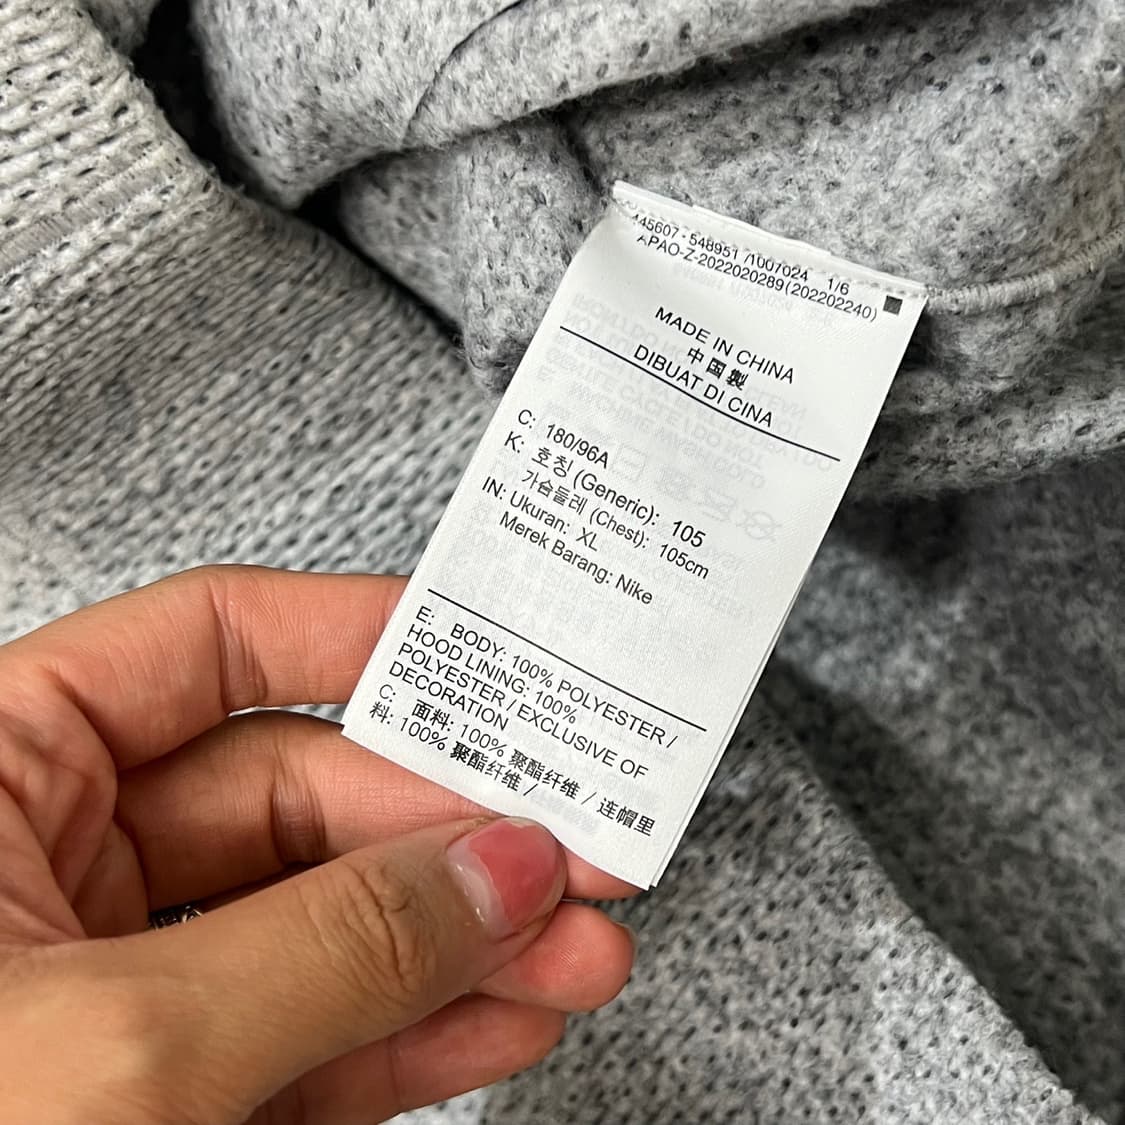 445607-548951 /1007024 1/6
APAO-Z-2022020289(202202240)
MADE IN CHINA
中国製
DIBUAT DI CINA
C: 180/96A
K: 호칭 (Generic): 105
가슴둘레 (Chest): 105cm
IN: Ukuran: XL
Merek Barang: Nike
E: BODY: 100% POLYESTER /
HOOD LINING: 100%
POLYESTER / EXCLUSIVE OF
DECORATION
C: 面料: 100% 聚酯纤维 / 连帽里
料: 100% 聚酯纤维 /